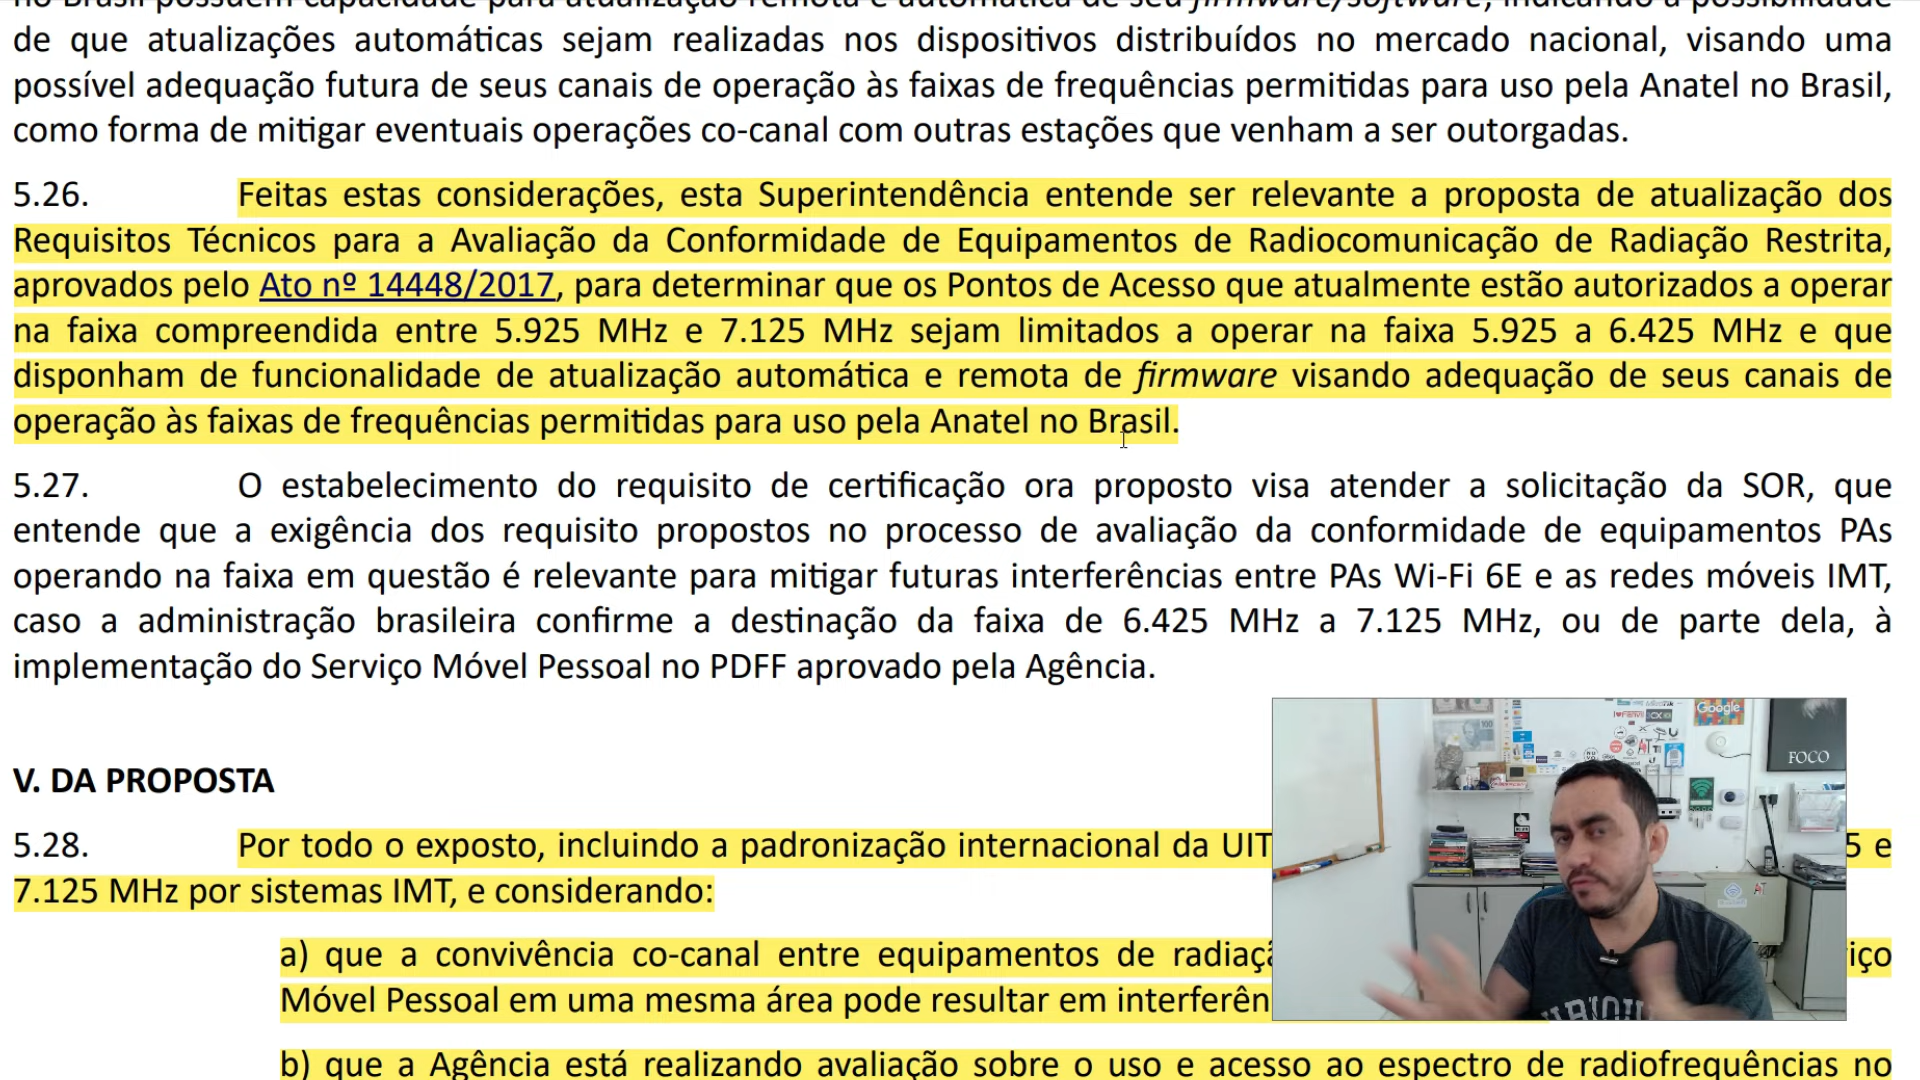 no Brasil possuem capacidade para atualização remota e automática de seu firmware/software, indicando a possibilidade
de que atualizações automáticas sejam realizadas nos dispositivos distribuídos no mercado nacional, visando uma
possível adequação futura de seus canais de operação às faixas de frequências permitidas para uso pela Anatel no Brasil,
como forma de mitigar eventuais operações co-canal com outras estações que venham a ser outorgadas.
5.26. Feitas estas considerações, esta Superintendência entende ser relevante a proposta de atualização dos
Requisitos Técnicos para a Avaliação da Conformidade de Equipamentos de Radiocomunicação de Radiação Restrita,
aprovados pelo Ato nº 14448/2017, para determinar que os Pontos de Acesso que atualmente estão autorizados a operar
na faixa compreendida entre 5.925 MHz e 7.125 MHz sejam limitados a operar na faixa 5.925 a 6.425 MHz e que
disponham de funcionalidade de atualização automática e remota de firmware visando adequação de seus canais de
operação às faixas de frequências permitidas para uso pela Anatel no Brasil.
5.27. O estabelecimento do requisito de certificação ora proposto visa atender a solicitação da SOR, que
entende que a exigência dos requisito propostos no processo de avaliação da conformidade de equipamentos PAs
operando na faixa em questão é relevante para mitigar futuras interferências entre PAs Wi-Fi 6E e as redes móveis IMT,
caso a administração brasileira confirme a destinação da faixa de 6.425 MHz a 7.125 MHz, ou de parte dela, à
implementação do Serviço Móvel Pessoal no PDFF aprovado pela Agência.
V. DA PROPOSTA
5.28. Por todo o exposto, incluindo a padronização internacional da UIT 5 e
7.125 MHz por sistemas IMT, e considerando:
a) que a convivência co-canal entre equipamentos de
Móvel Pessoal em uma mesma área pode resultar em
b) que a Agência está realizando avaliação sobre o uso e acesso ao espectro de radiofrequências no
Google
FOCO